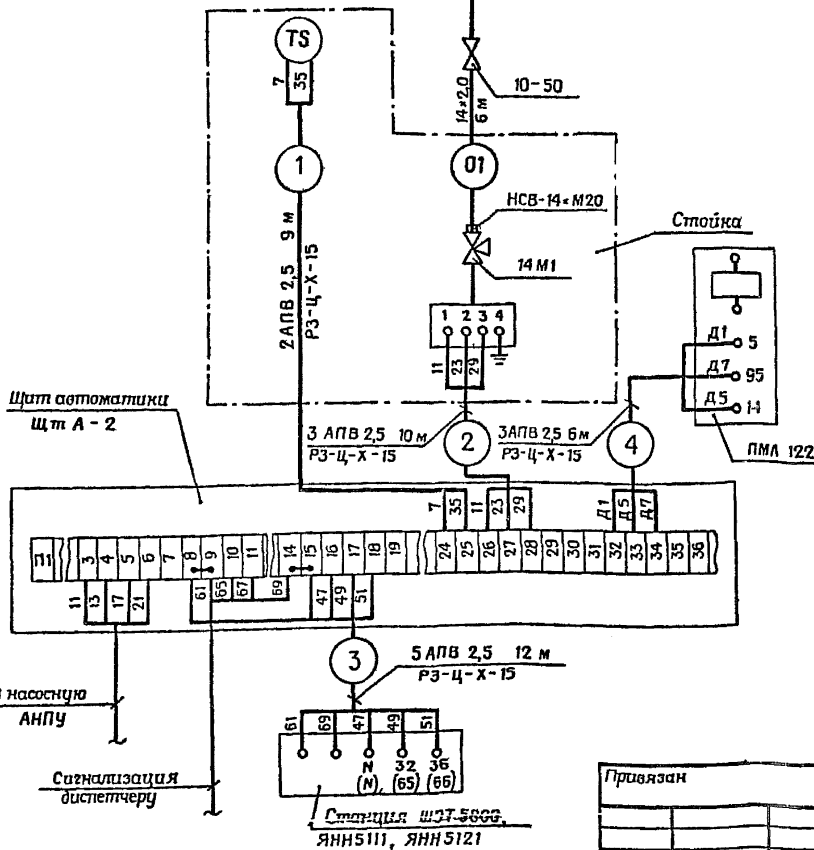 TS
7 35
10-50
14×2,0
6 м
1
01
НСВ-14×М20
Стойка
14 М1
2 АПВ 2,5 9 м
РЗ-Ц-Х-15
1 2 3 4
11 23 29
Д1 5
Д7 95
Д5 14
ПМЛ 122
Щит автоматики
Щт А-2
3 АПВ 2,5 10 м
РЗ-Ц-Х-15
2
3АПВ 2,5 6м
РЗ-Ц-Х-15
4
7 35 11 23 29 Д1 Д5 Д7
П1 3 4 5 6 7 8 9 10 11 14 15 16 17 18 19 24 25 26 27 28 29 30 31 32 33 34 35 36
11 13 17 21 61 65 67 69 47 49 51
3
5 АПВ 2,5 12 м
РЗ-Ц-Х-15
насосную
АНПУ
61 69 47 49 51
N 32 36
(N), (65) (66)
Сигнализация
диспетчеру
Станция ШЭТ-5800,
ЯНН5111, ЯНН5121
Привязан